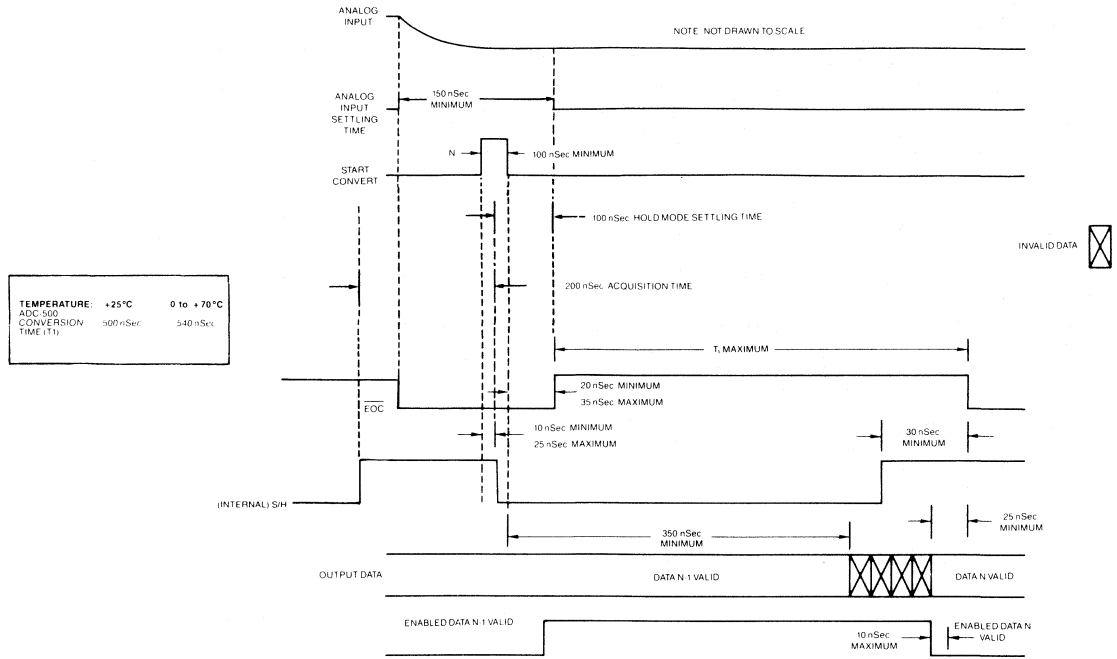 ANALOG
INPUT
NOTE NOT DRAWN TO SCALE
ANALOG
INPUT
SETTLING
TIME
150 nSec
MINIMUM
N
100 nSec MINIMUM
START
CONVERT
100 nSec HOLD MODE SETTLING TIME
INVALID DATA
200 nSec ACQUISITION TIME
TEMPERATURE: +25°C 0 to +70°C
ADC-500
CONVERSION 500 nSec 540 nSec
TIME (T1)
T1 MAXIMUM
20 nSec MINIMUM
35 nSec MAXIMUM
EOC
10 nSec MINIMUM
25 nSec MAXIMUM
30 nSec
MINIMUM
(INTERNAL) S/H
25 nSec
MINIMUM
350 nSec
MINIMUM
OUTPUT DATA
DATA N-1 VALID
DATA N VALID
ENABLED DATA N-1 VALID
10 nSec
MAXIMUM
ENABLED DATA N
VALID